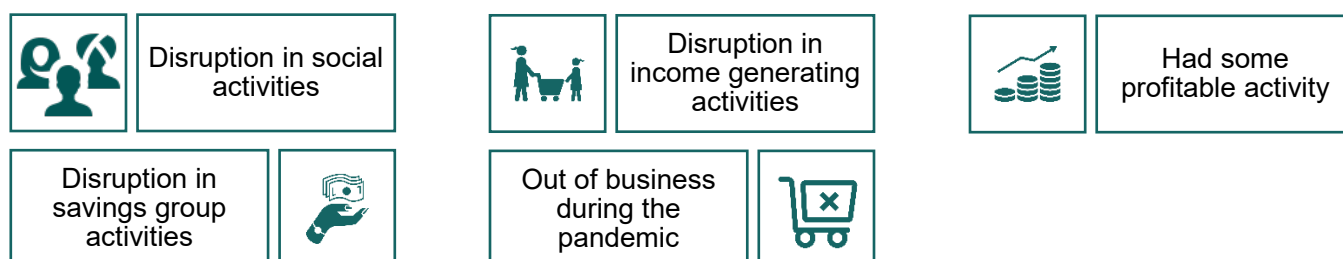 Disruption in social
activities
Disruption in
income generating
activities
Had some
profitable activity
Disruption in
savings group
activities
Out of business
during the
pandemic